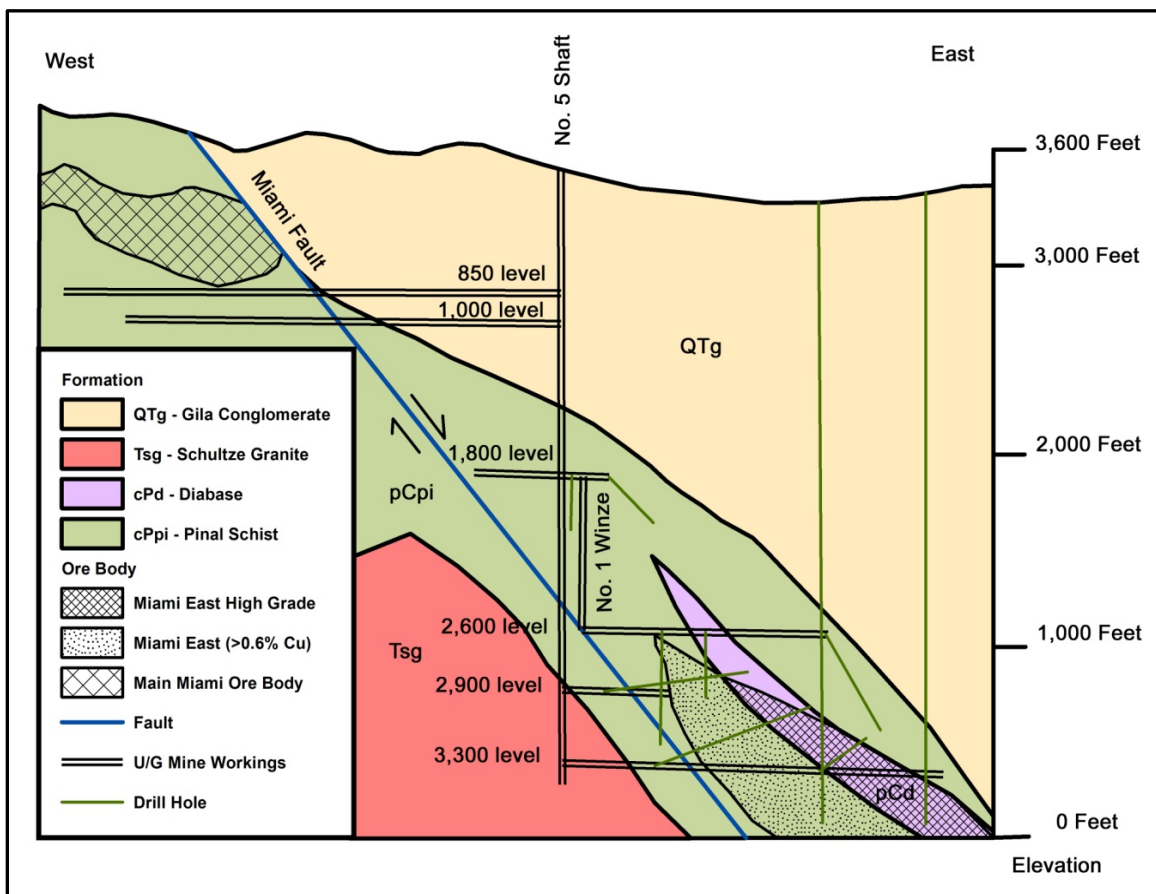 West
East
No. 5 Shaft
3,600 Feet
Miami Fault
3,000 Feet
850 level
1,000 level
QTg
2,000 Feet
1,800 level
pCpi
No. 1 Winze
2,600 level
1,000 Feet
Tsg
2,900 level
3,300 level
pCd
0 Feet
Elevation
Formation
QTg - Gila Conglomerate
Tsg - Schultze Granite
cPd - Diabase
cPpi - Pinal Schist
Ore Body
Miami East High Grade
Miami East (>0.6% Cu)
Main Miami Ore Body
Fault
U/G Mine Workings
Drill Hole